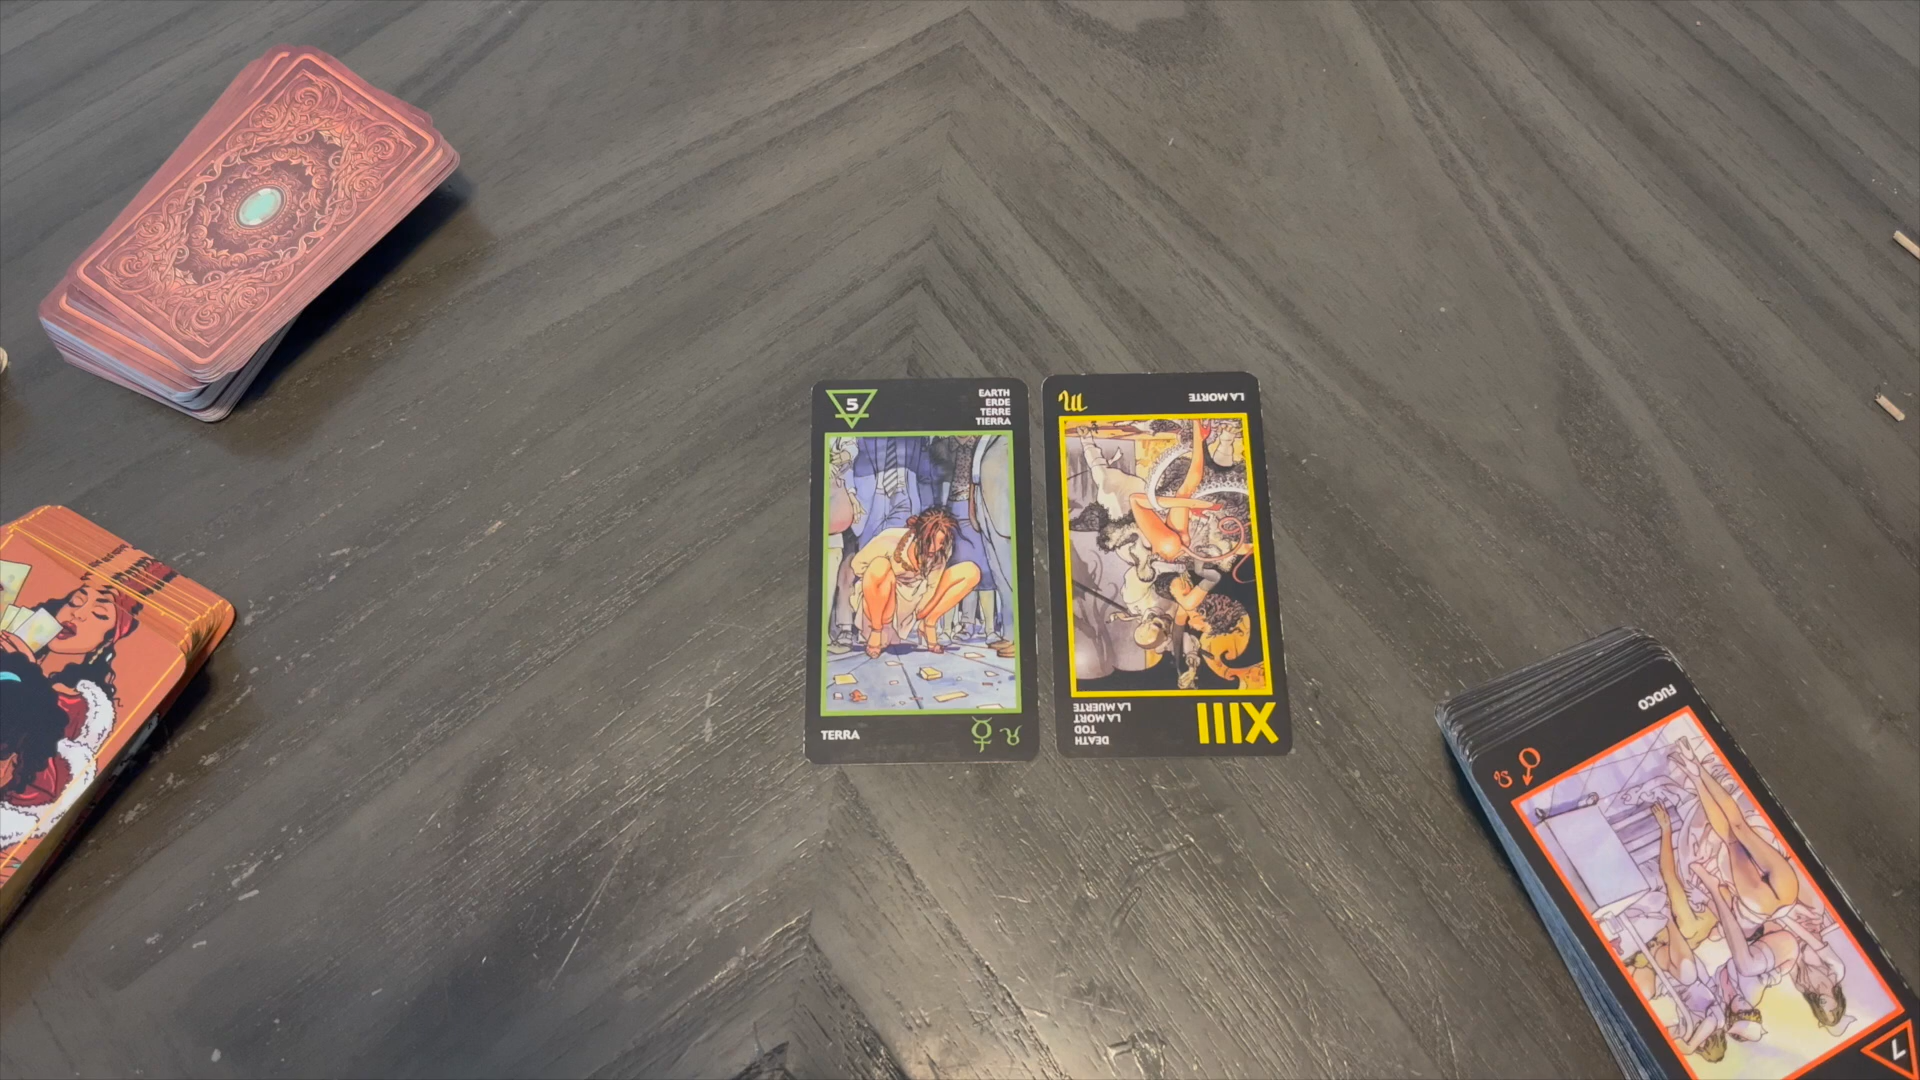 5
EARTH
ERDE
TERRE
TIERRA
TERRA
LA MORTE
XIII
DEATH
TOD
LA MORT
LA MUERTE
FUOCO
7